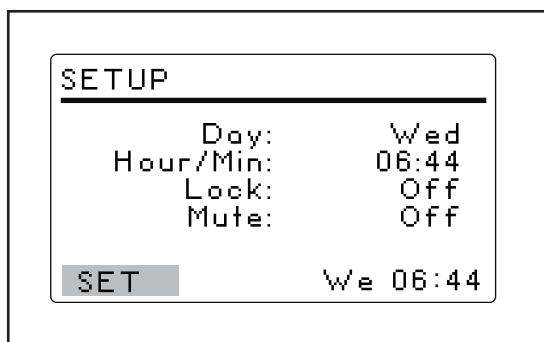 SETUP
Day: Wed
Hour/Min: 06:44
Lock: Off
Mute: Off
SET We 06:44